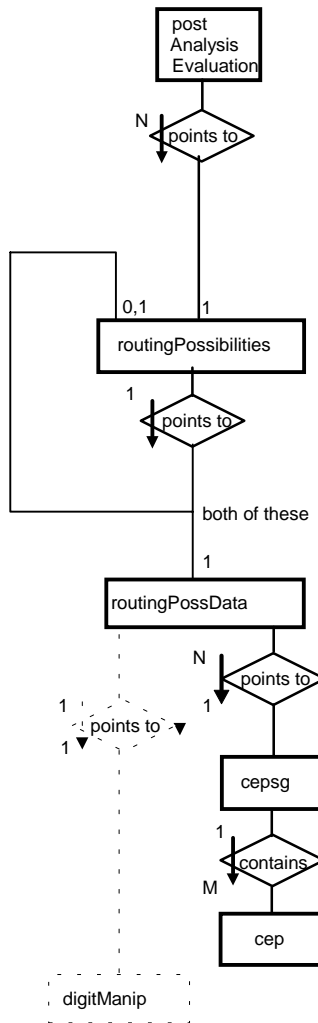 post
Analysis
Evaluation
N
points to
0,1
1
routingPossibilities
1
points to
both of these
1
routingPossData
N
points to
1
1
points to
1
cepsg
1
contains
M
cep
digitManip